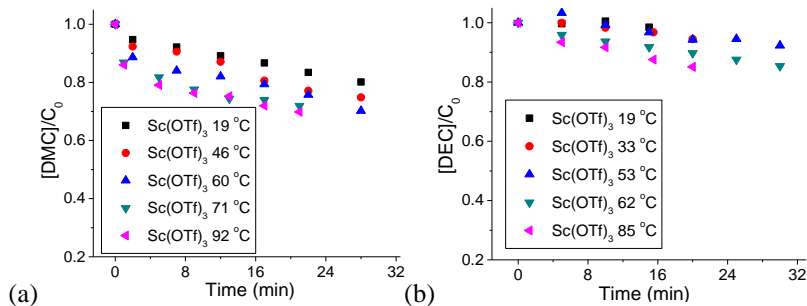 (a)
[DMC]/C₀
1.0
0.8
0.6
0.4
0.2
Sc(OTf)₃ 19 °C
Sc(OTf)₃ 46 °C
Sc(OTf)₃ 60 °C
Sc(OTf)₃ 71 °C
Sc(OTf)₃ 92 °C
0 8 16 24 32
Time (min)
(b)
[DEC]/C₀
1.0
0.8
0.6
0.4
0.2
Sc(OTf)₃ 19 °C
Sc(OTf)₃ 33 °C
Sc(OTf)₃ 53 °C
Sc(OTf)₃ 62 °C
Sc(OTf)₃ 85 °C
0 8 16 24 32
Time (min)